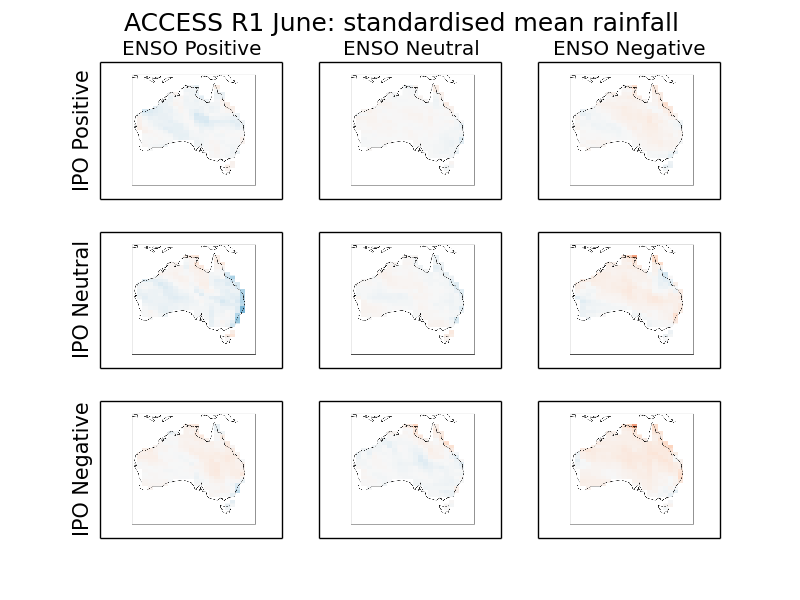 ACCESS R1 June: standardised mean rainfall
ENSO Positive ENSO Neutral ENSO Negative
IPO Positive
IPO Neutral
IPO Negative